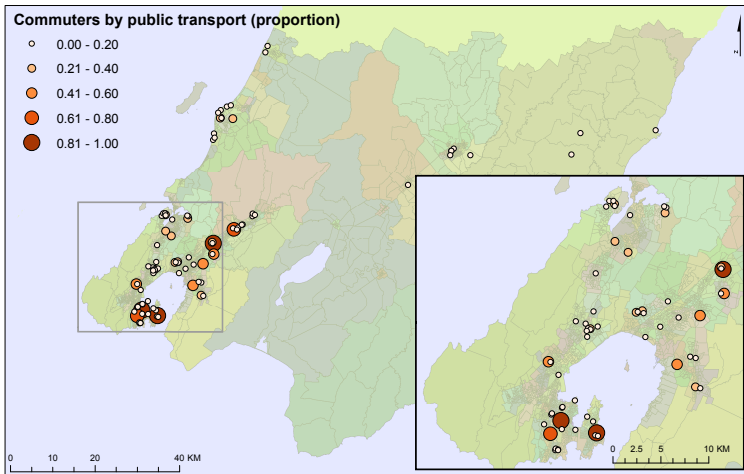 Commuters by public transport (proportion)
0.00 - 0.20
0.21 - 0.40
0.41 - 0.60
0.61 - 0.80
0.81 - 1.00
z
0 10 20 40 KM
0 2.5 5 10 KM